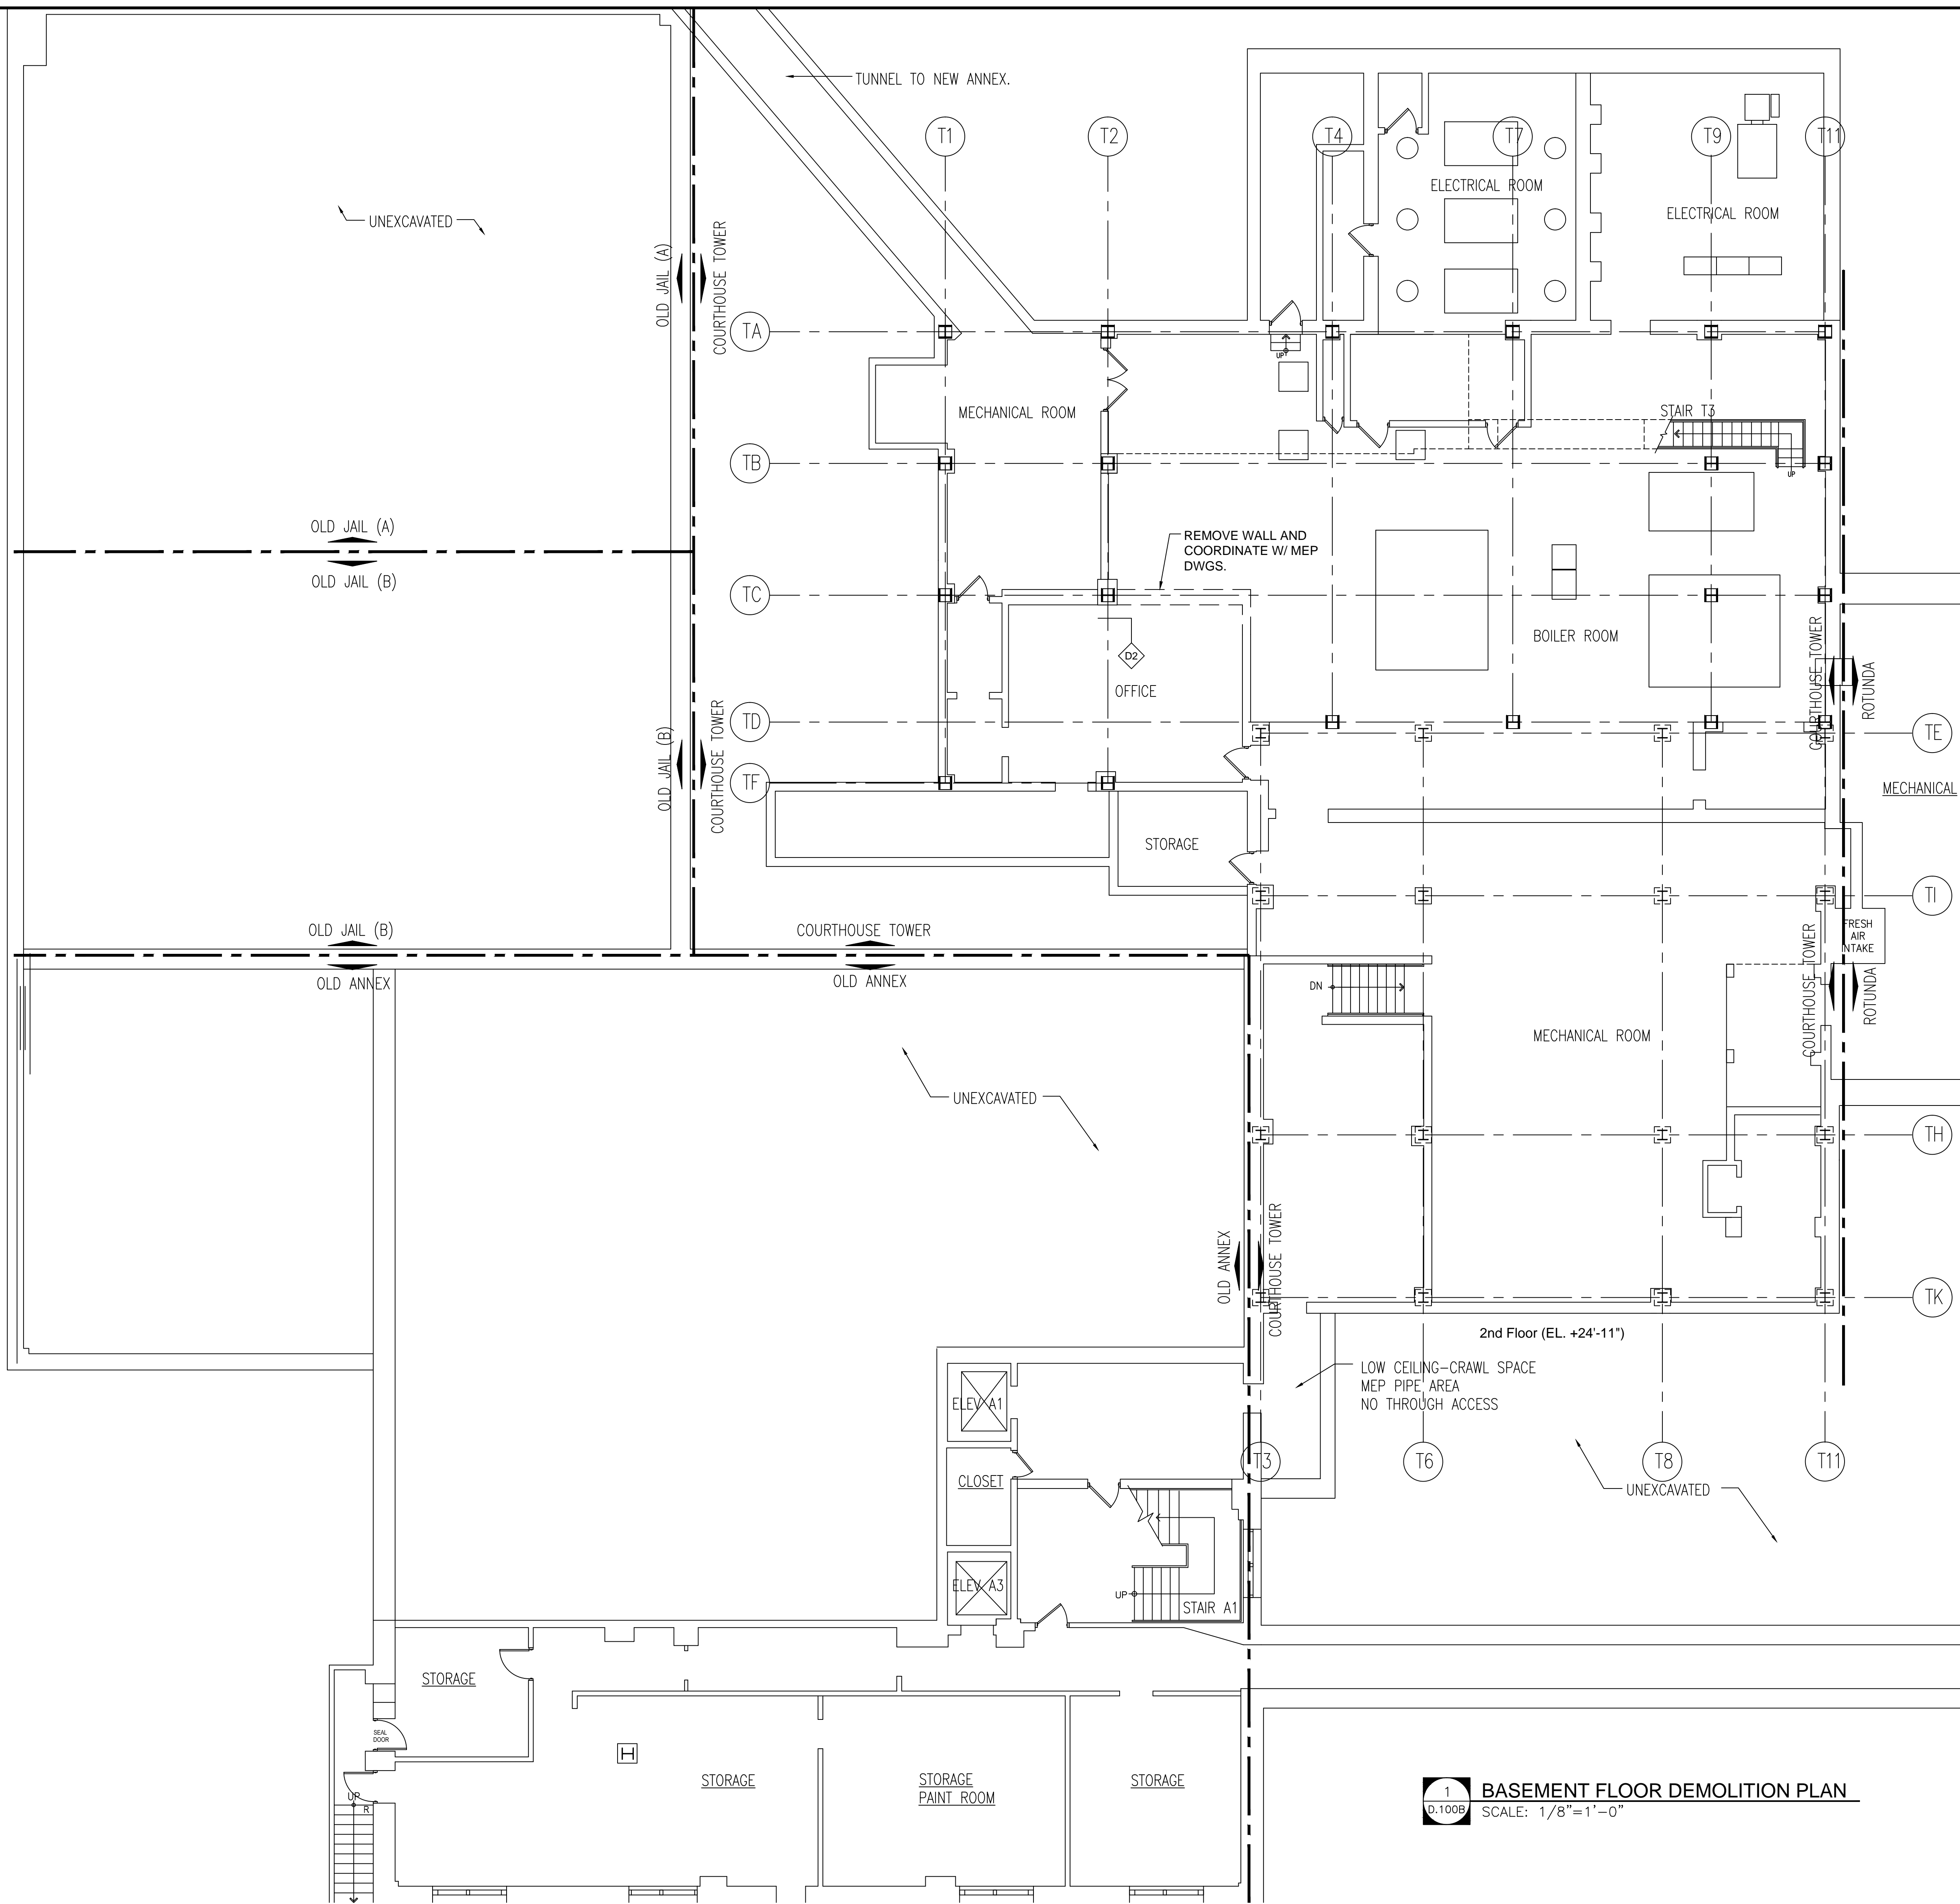 TUNNEL TO NEW ANNEX.
T1
T2
T4
T7
T9
T11
ELECTRICAL ROOM
ELECTRICAL ROOM
UNEXCAVATED
OLD JAIL (A)
COURTHOUSE TOWER
TA
UP
MECHANICAL ROOM
STAIR T3
TB
UP
OLD JAIL (A)
OLD JAIL (B)
REMOVE WALL AND
COORDINATE W/ MEP
DWGS.
TC
BOILER ROOM
D2
OFFICE
COURTHOUSE TOWER
ROTUNDA
TD
TE
OLD JAIL (B)
COURTHOUSE TOWER
TF
MECHANICAL
STORAGE
TI
OLD JAIL (B)
OLD ANNEX
COURTHOUSE TOWER
OLD ANNEX
FRESH
AIR
INTAKE
DN
COURTHOUSE TOWER
ROTUNDA
MECHANICAL ROOM
UNEXCAVATED
TH
OLD ANNEX
COURTHOUSE TOWER
TK
2nd Floor (EL. +24'-11")
LOW CEILING-CRAWL SPACE
MEP PIPE AREA
NO THROUGH ACCESS
ELEV A1
T3
T6
T8
T11
CLOSET
UNEXCAVATED
ELEV A3
UP
STAIR A1
STORAGE
SEAL
DOOR
UP
R
H
STORAGE
STORAGE
PAINT ROOM
STORAGE
1
D.100B
BASEMENT FLOOR DEMOLITION PLAN
SCALE: 1/8"=1'-0"